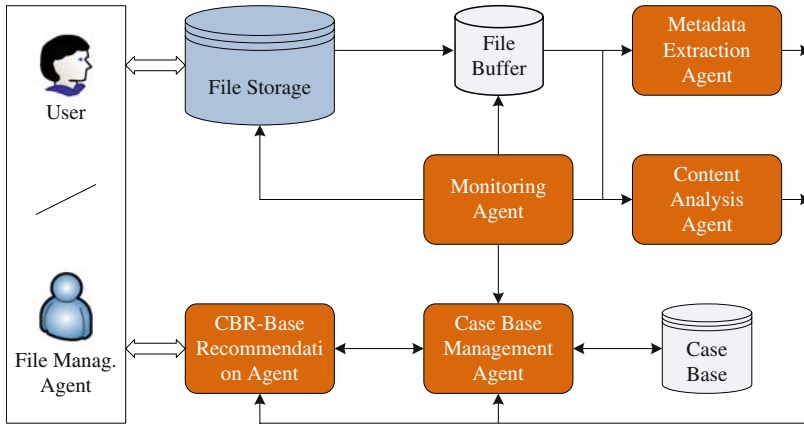 User
File Storage
File
Buffer
Metadata
Extraction
Agent
Monitoring
Agent
Content
Analysis
Agent
File Manag.
Agent
CBR-Base
Recommendati
on Agent
Case Base
Management
Agent
Case
Base